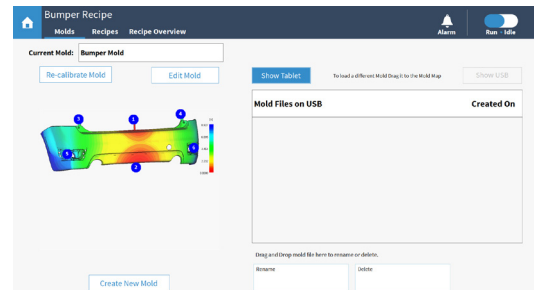 Bumper Recipe
Molds Recipes Recipe Overview
Alarm
Run - Idle
Current Mold: Bumper Mold
Re-calibrate Mold
Edit Mold
Show Tablet
To load a different Mold Drag it to the Mold Map
Show USB
Mold Files on USB
Created On
3
1
4
5
6
2
Drag and Drop mold file here to rename or delete.
Rename
Delete
Create New Mold